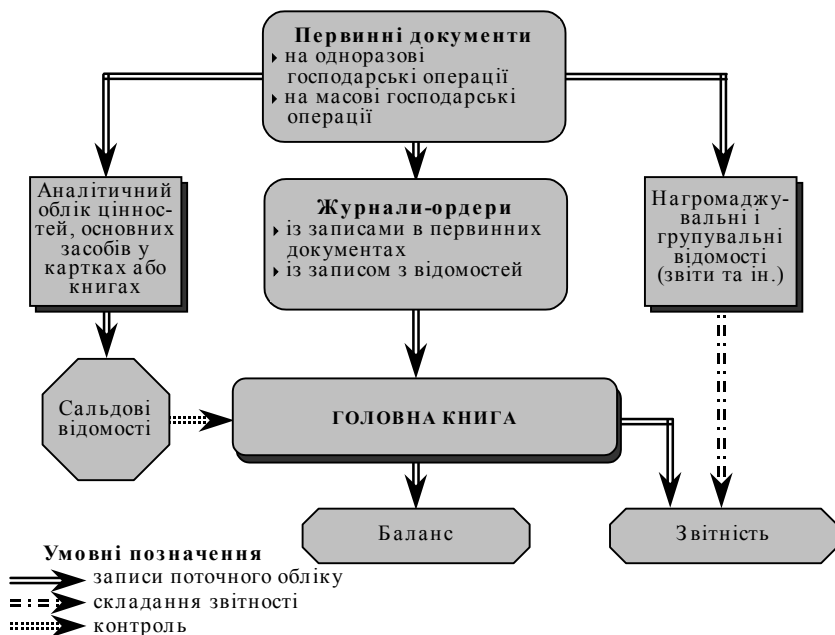 Первинні документи
на одноразові
господарські операції
на масові господарські
операції
Аналітичний
облік ціннос-
тей, основних
засобів у
картках або
книгах
Журнали-ордери
із записами в первинних
документах
із записом з відомостей
Нагромаджу-
вальні і
групувальні
відомості
(звіти та ін.)
Сальдові
відомості
ГОЛОВНА КНИГА
Баланс
Звітність
Умовні позначення
записи поточного обліку
складання звітності
контроль